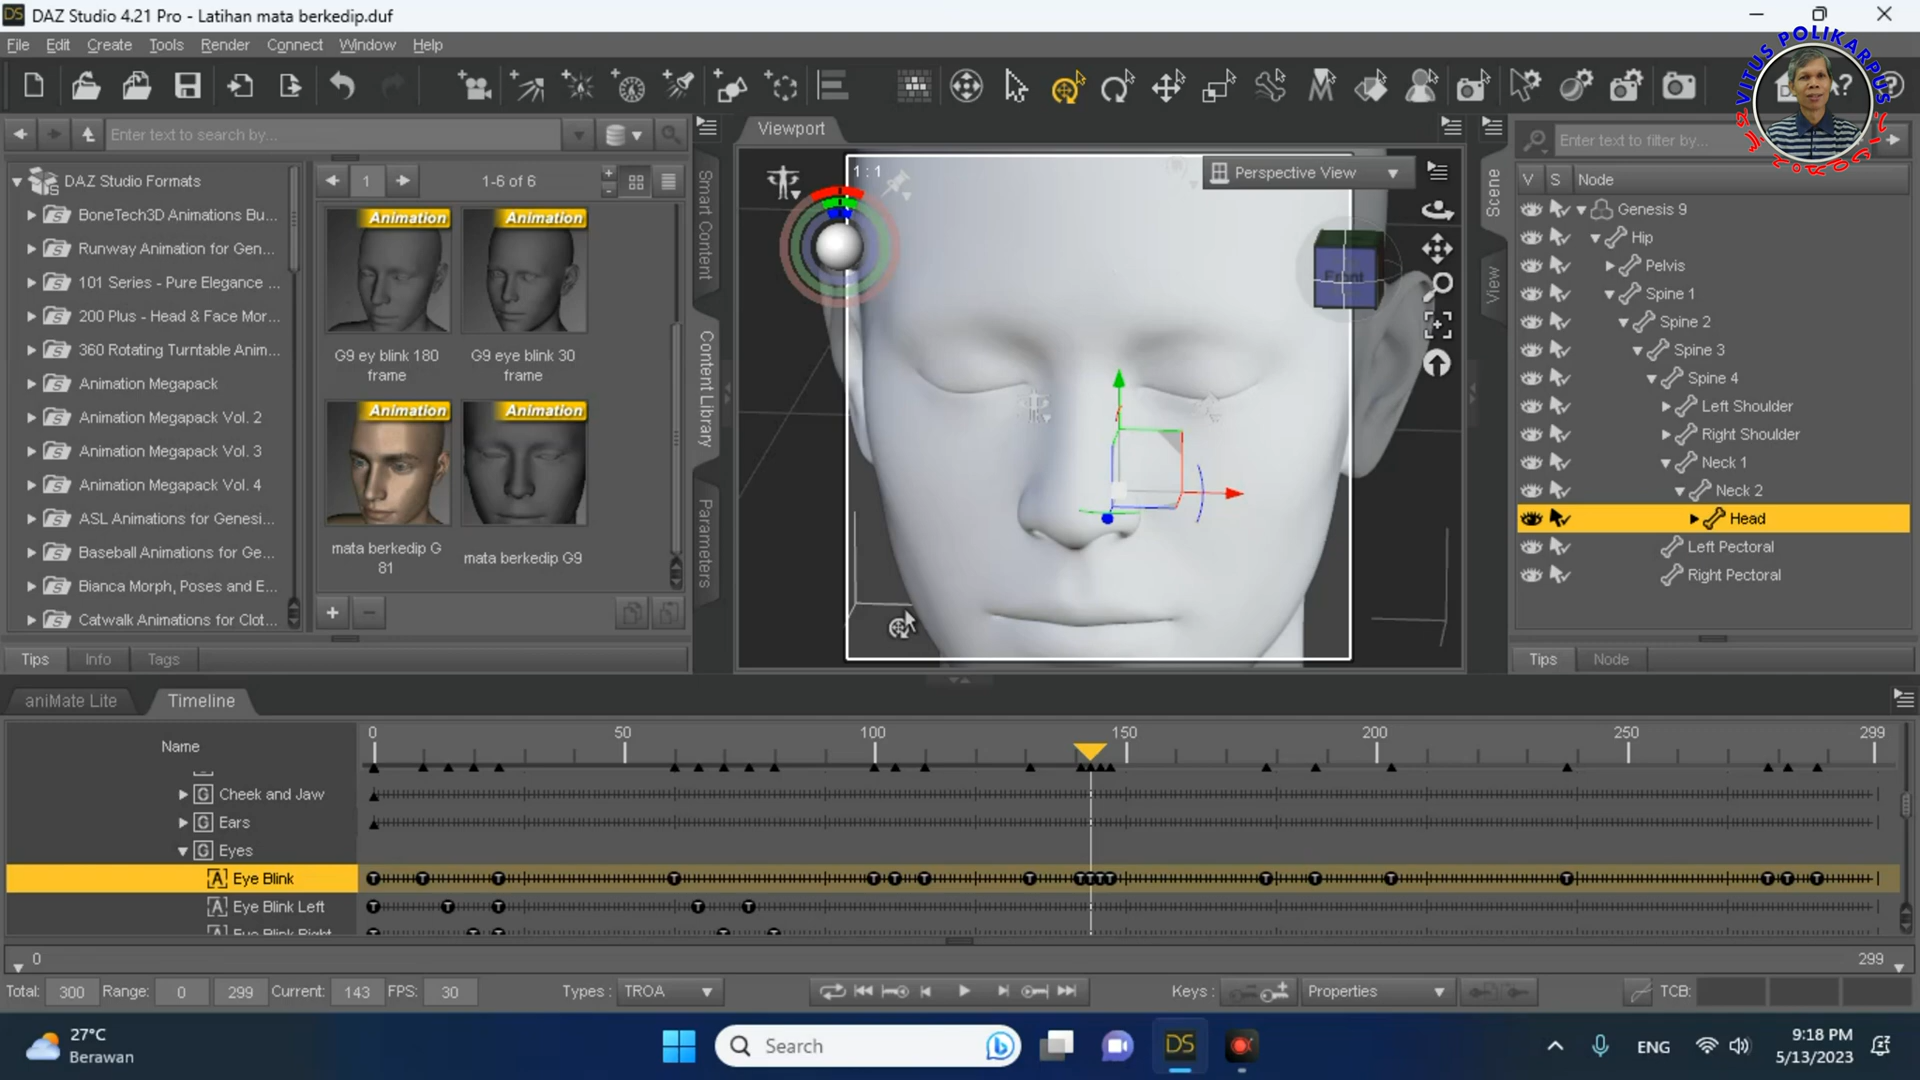 DAZ Studio 4.21 Pro - Latihan mata berkedip.duf
File Edit Create Tools Render Connect Window Help
VITUS POLIKARPUS
Enter text to search by...
Viewport
Enter text to filter by...
DAZ Studio Formats
BoneTech3D Animations Bu...
Runway Animation for Gen...
101 Series - Pure Elegance ...
200 Plus - Head & Face Mor...
360 Rotating Turntable Anim...
Animation Megapack
Animation Megapack Vol. 2
Animation Megapack Vol. 3
Animation Megapack Vol. 4
ASL Animations for Genesi...
Baseball Animations for Ge...
Bianca Morph, Poses and E...
Catwalk Animations for Clot...
1
1-6 of 6
Animation
Animation
G9 ey blink 180 frame
G9 eye blink 30 frame
Animation
Animation
mata berkedip G 81
mata berkedip G9
Smart Content
Content Library
Parameters
1 : 1
Perspective View
Front
Scene
View
V S Node
Genesis 9
Hip
Pelvis
Spine 1
Spine 2
Spine 3
Spine 4
Left Shoulder
Right Shoulder
Neck 1
Neck 2
Head
Left Pectoral
Right Pectoral
Tips Info Tags
Tips Node
aniMate Lite Timeline
Name
0 50 100 150 200 250 299
Cheek and Jaw
Ears
Eyes
Eye Blink
Eye Blink Left
Eye Blink Right
0 299
Total: 300 Range: 0 299 Current: 143 FPS: 30 Types : TROA Keys : Properties TCB:
27°C
Berawan
Search
DS
ENG
9:18 PM
5/13/2023